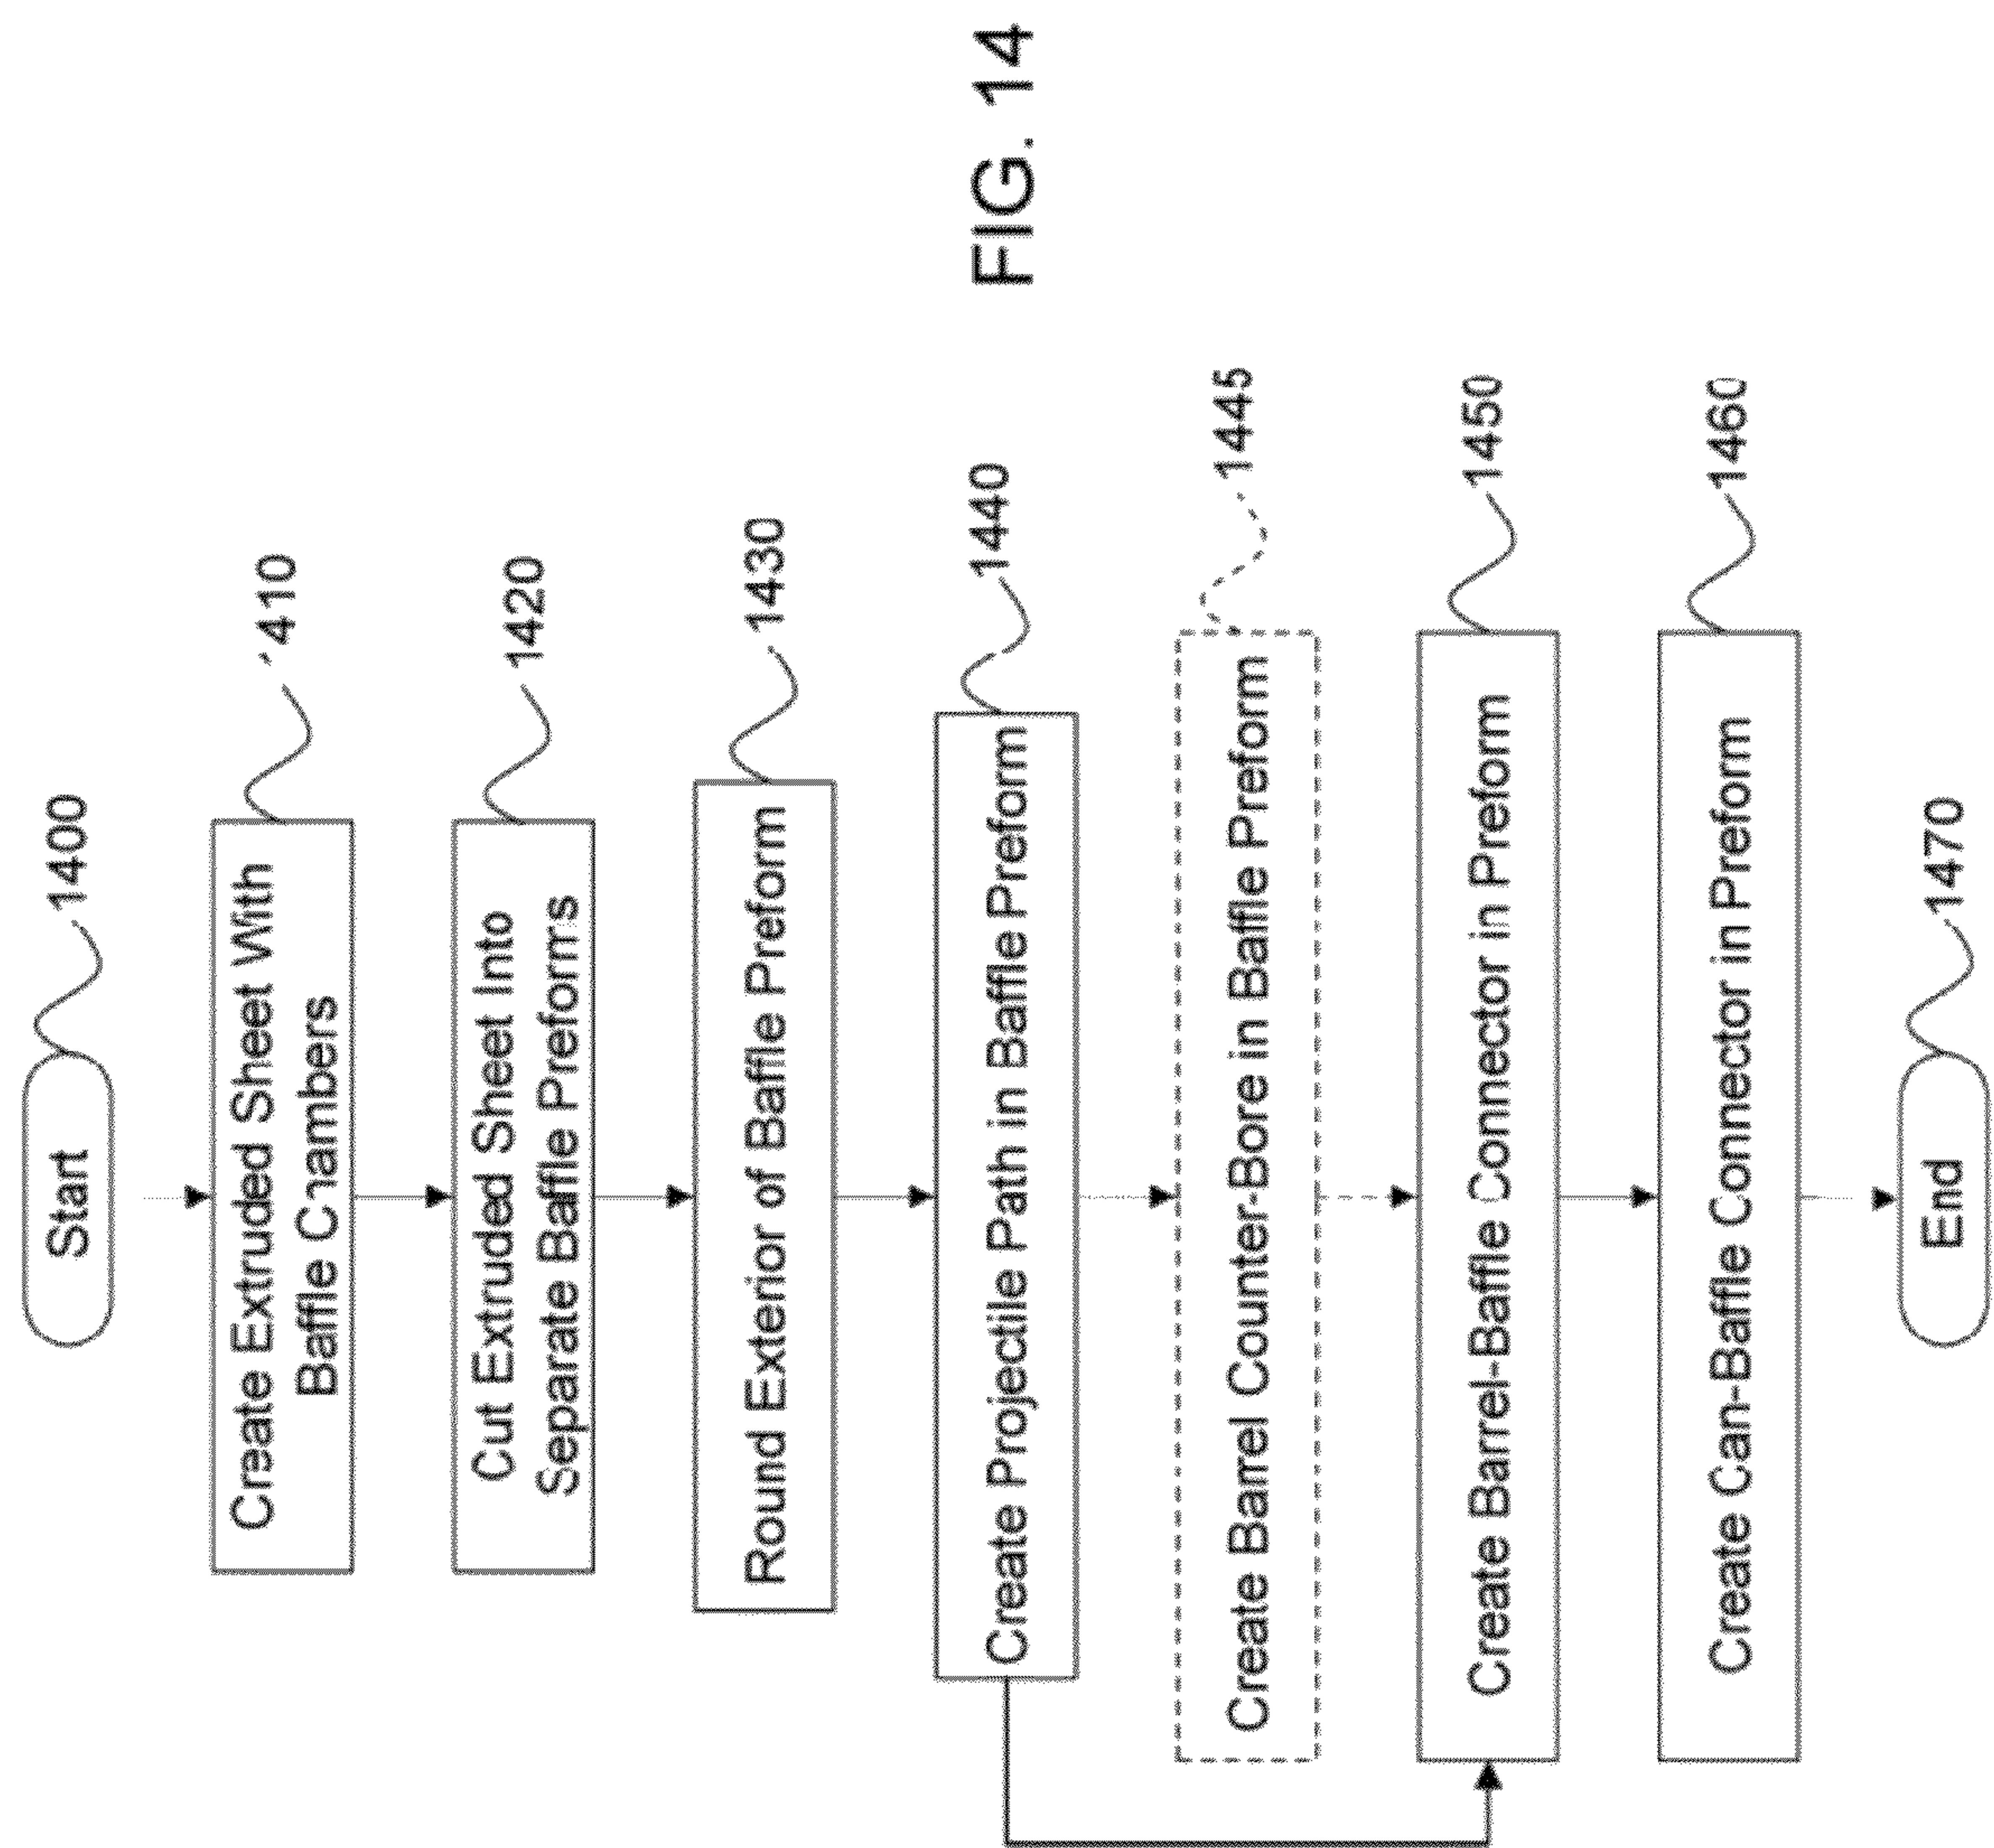 Start
1400
Create Extruded Sheet With
Baffle Chambers
1410
Cut Extruded Sheet Into
Separate Baffle Preforms
1420
Round Exterior of Baffle Preform
1430
Create Projectile Path in Baffle Preform
1440
Create Barrel Counter-Bore in Baffle Preform
1445
Create Barrel-Baffle Connector in Preform
1450
Create Can-Baffle Connector in Preform
1460
End
1470
FIG. 14